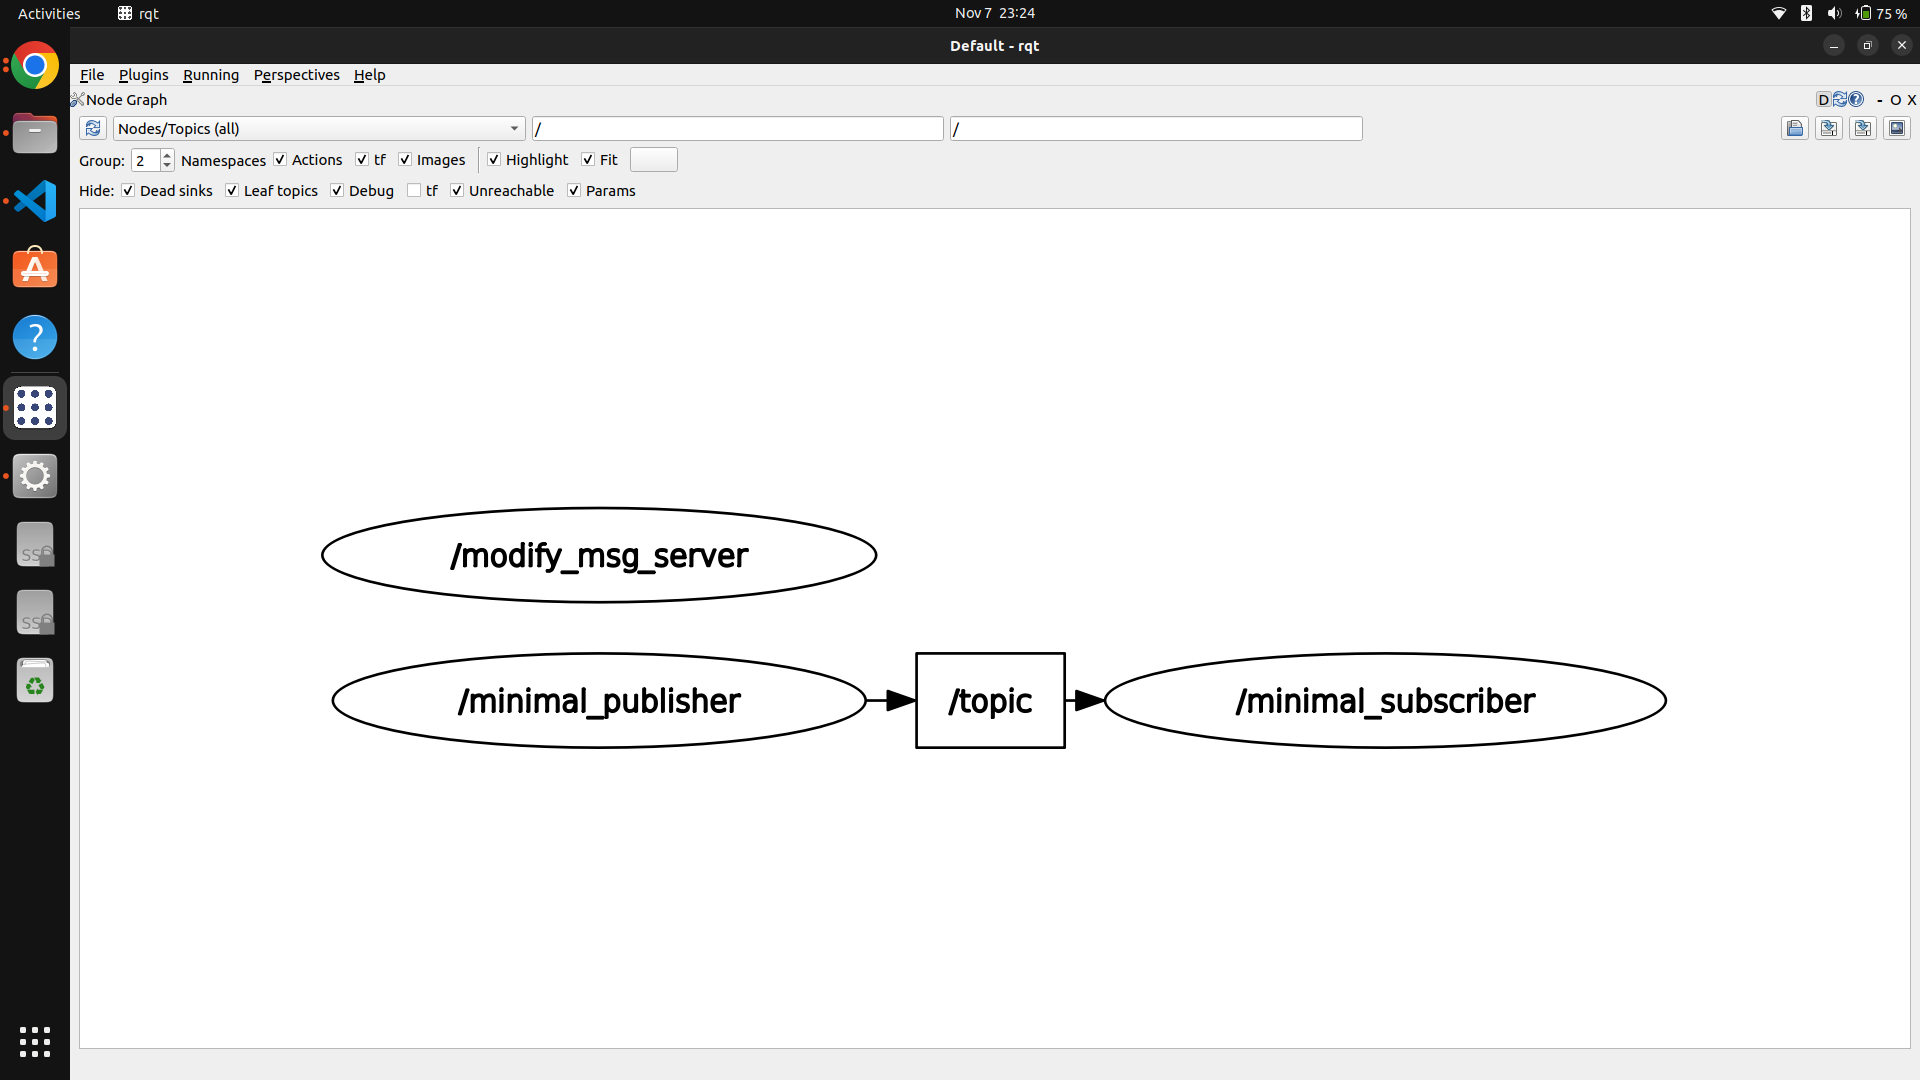 Activities rqt Nov 7 23:24 75 %
Default - rqt
File Plugins Running Perspectives Help
Node Graph D ? - O X
Nodes/Topics (all) / /
Group: 2 Namespaces Actions tf Images Highlight Fit
Hide: Dead sinks Leaf topics Debug tf Unreachable Params
/modify_msg_server
/minimal_publisher /topic /minimal_subscriber
A
?
SS
SS